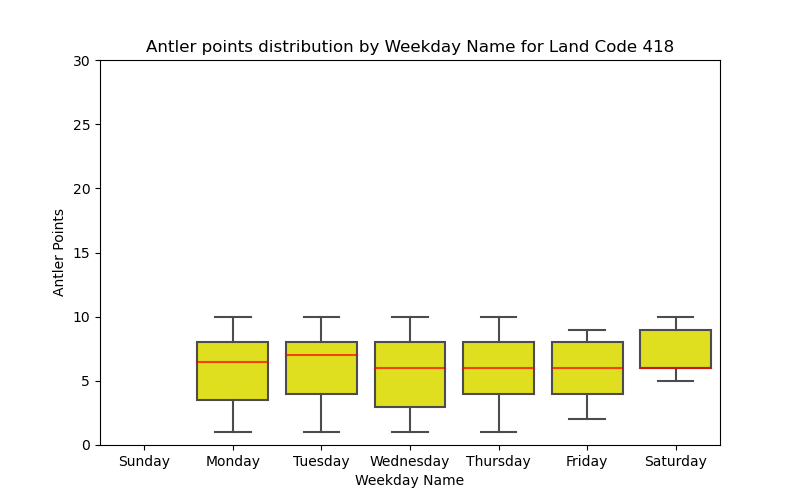 Antler points distribution by Weekday Name for Land Code 418
Antler Points
30
25
20
15
10
5
0
Sunday Monday Tuesday Wednesday Thursday Friday Saturday
Weekday Name